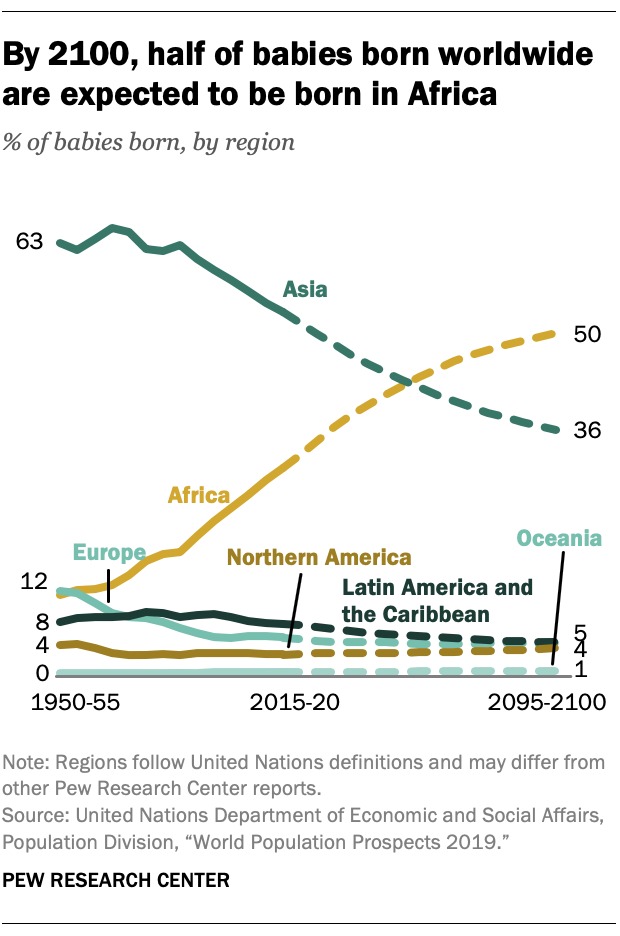 By 2100, half of babies born worldwide
are expected to be born in Africa
% of babies born, by region
63
Asia
50
36
Africa
Oceania
Europe
Northern America
12
Latin America and
the Caribbean
8
5
4
4
1
0
1950-55
2015-20
2095-2100
Note: Regions follow United Nations definitions and may differ from
other Pew Research Center reports.
Source: United Nations Department of Economic and Social Affairs,
Population Division, “World Population Prospects 2019.”
PEW RESEARCH CENTER